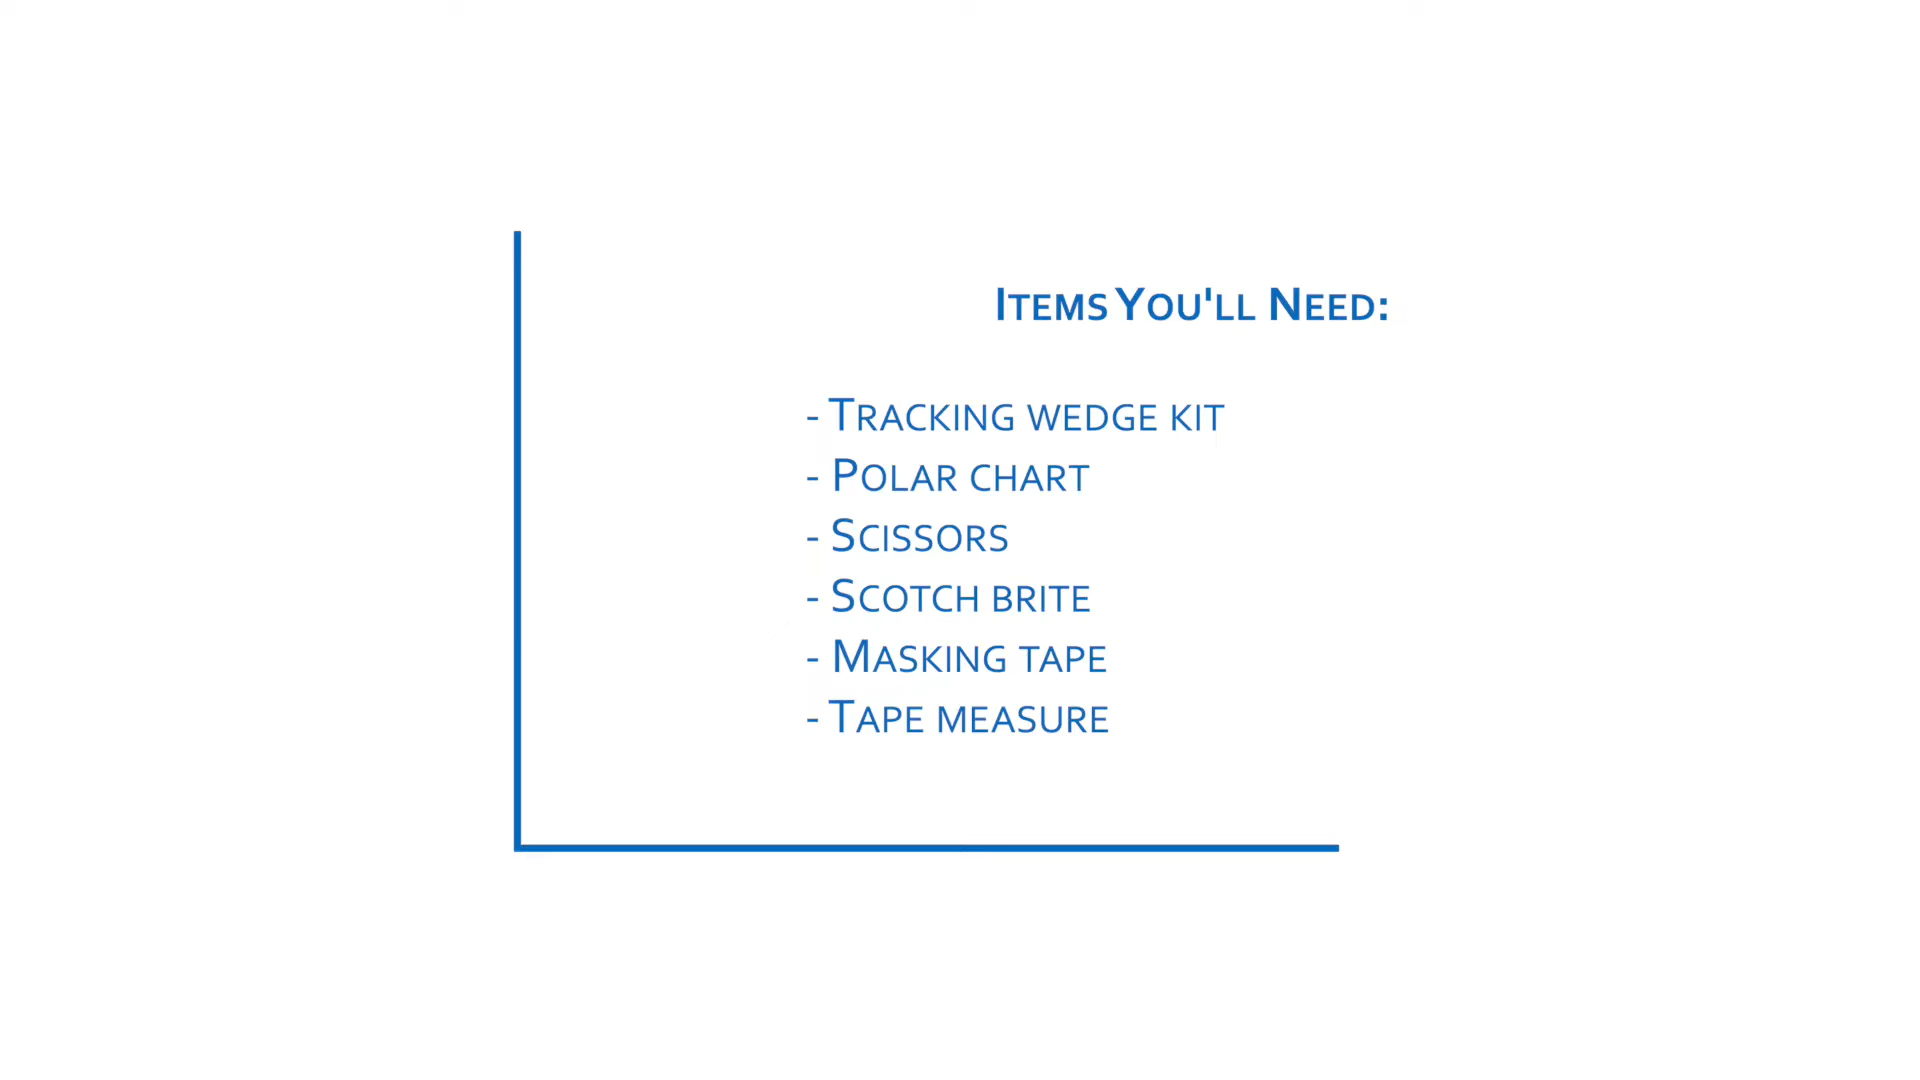 Items You'll Need:
- Tracking wedge kit
- Polar chart
- Scissors
- Scotch brite
- Masking tape
- Tape measure